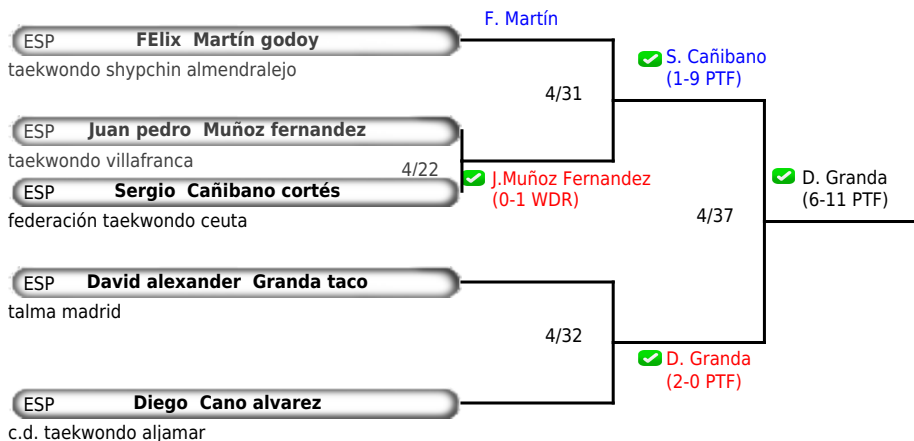 F. Martín
ESP FElix Martín godoy
taekwondo shypchin almendralejo
S. Cañibano
(1-9 PTF)
4/31
ESP Juan pedro Muñoz fernandez
taekwondo villafranca
4/22
J.Muñoz Fernandez
(0-1 WDR)
D. Granda
(6-11 PTF)
ESP Sergio Cañibano cortés
federación taekwondo ceuta
4/37
ESP David alexander Granda taco
talma madrid
4/32
D. Granda
(2-0 PTF)
ESP Diego Cano alvarez
c.d. taekwondo aljamar